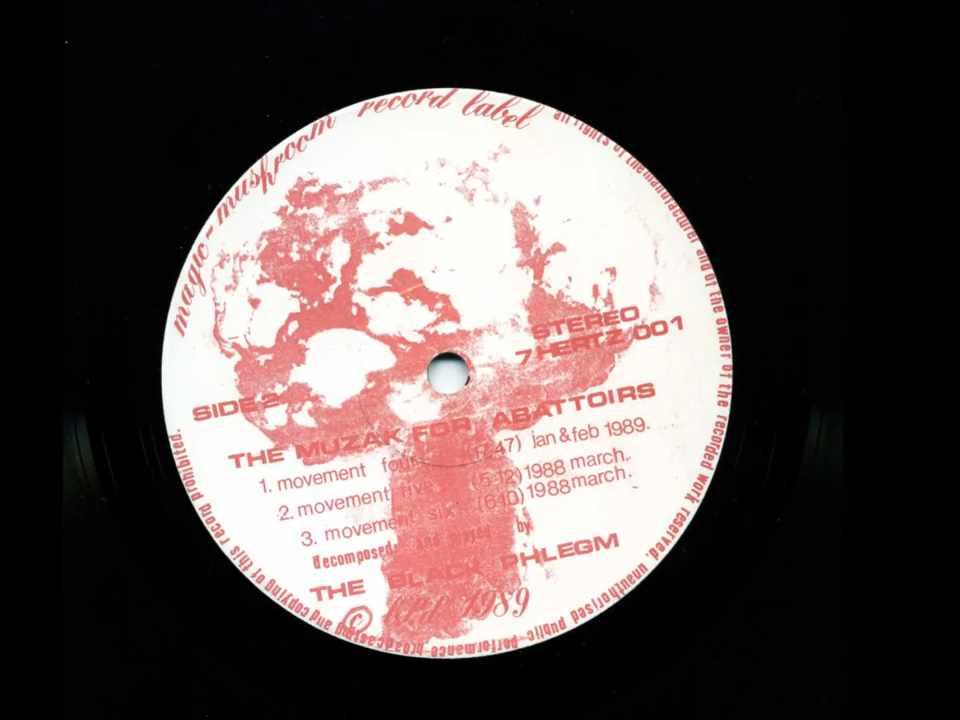 magic-mushroom record label
all rights of the manufacturer and of the owner of the recorded work reserved. unauthorised public performance broadcasting and copying of this record prohibited.
STEREO
7 HERTZ/001
SIDE 2
THE MUZAK FOR ABATTOIRS
1. movement four jan & feb 1989.
2. movement five (5:12) 1988 march.
3. movement six (6:10) 1988 march.
decomposed and played by
THE BLACK PHLEGM
© 1989